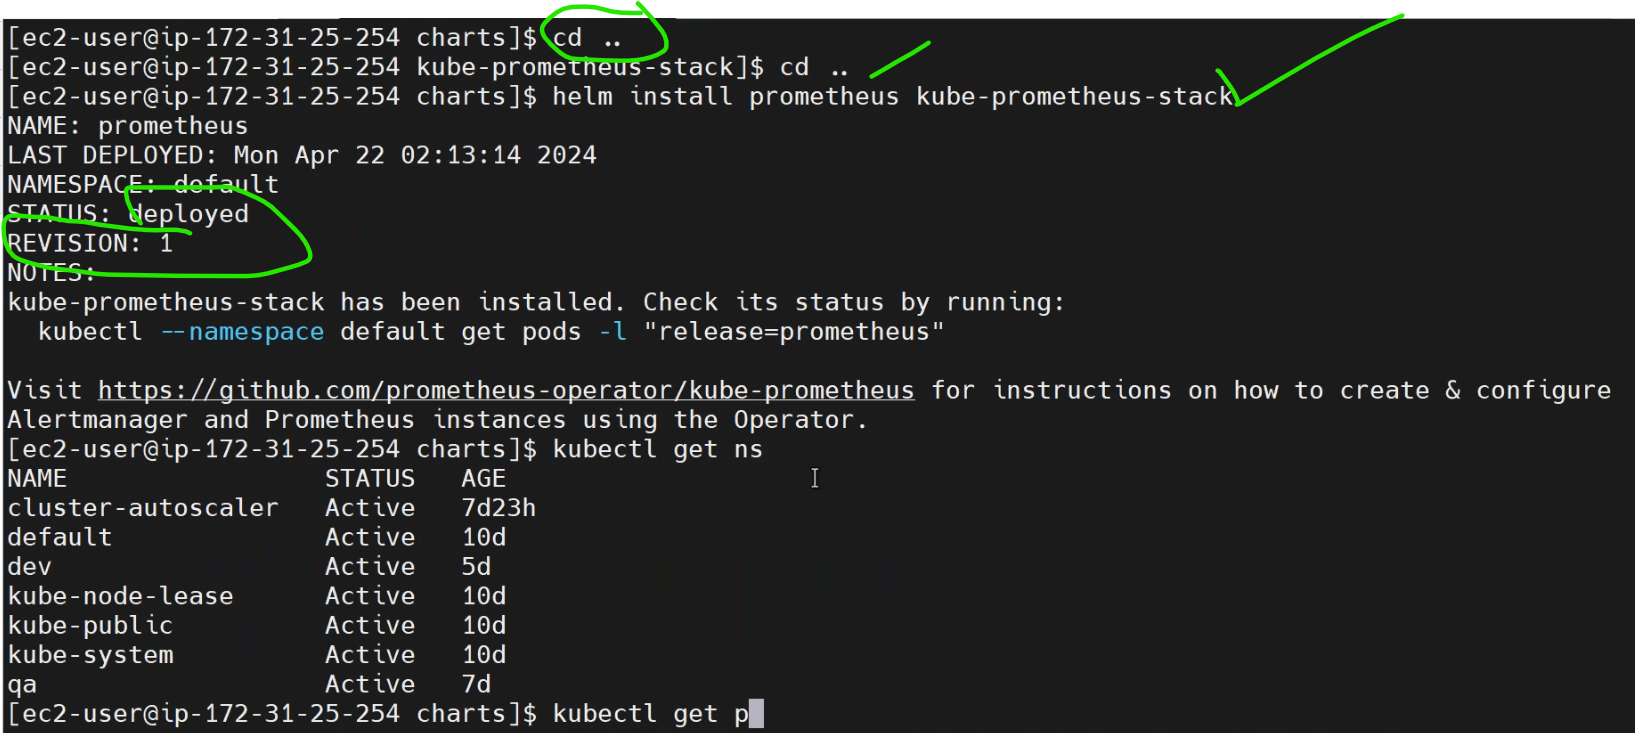 [ec2-user@ip-172-31-25-254 charts]$ cd ..
[ec2-user@ip-172-31-25-254 kube-prometheus-stack]$ cd ..
[ec2-user@ip-172-31-25-254 charts]$ helm install prometheus kube-prometheus-stack
NAME: prometheus
LAST DEPLOYED: Mon Apr 22 02:13:14 2024
NAMESPACE: default
STATUS: deployed
REVISION: 1
NOTES:
kube-prometheus-stack has been installed. Check its status by running:
  kubectl --namespace default get pods -l "release=prometheus"

Visit https://github.com/prometheus-operator/kube-prometheus for instructions on how to create & configure
Alertmanager and Prometheus instances using the Operator.
[ec2-user@ip-172-31-25-254 charts]$ kubectl get ns
NAME                 STATUS   AGE
cluster-autoscaler   Active   7d23h
default              Active   10d
dev                  Active   5d
kube-node-lease      Active   10d
kube-public          Active   10d
kube-system          Active   10d
qa                   Active   7d
[ec2-user@ip-172-31-25-254 charts]$ kubectl get p